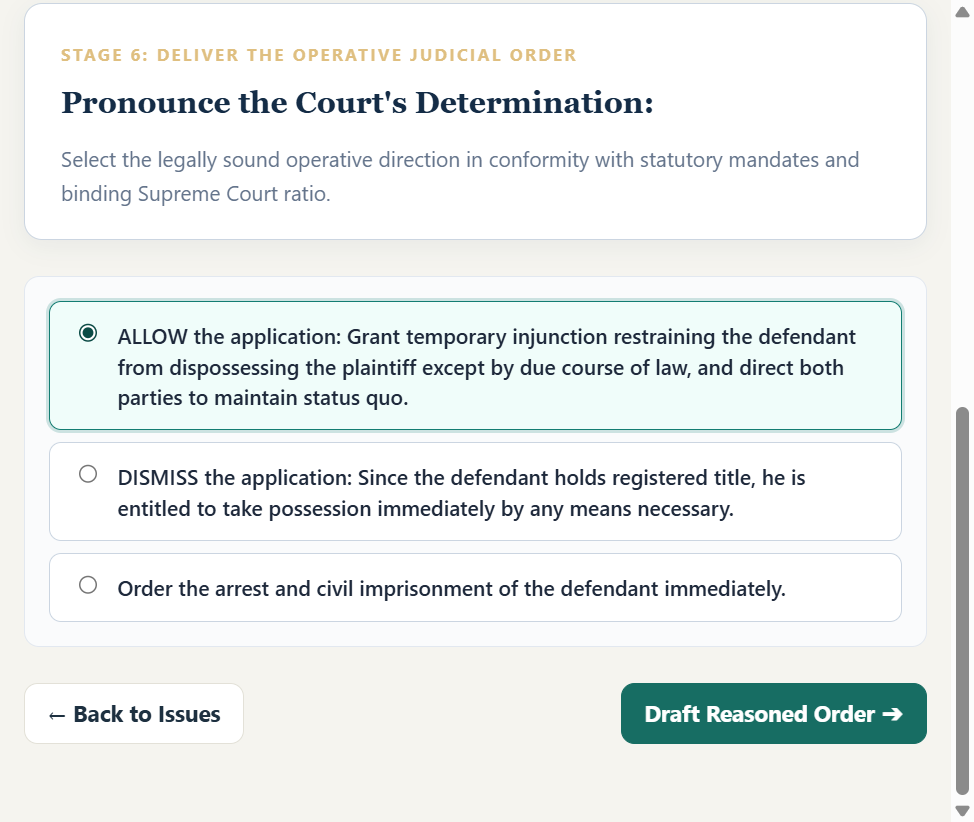 STAGE 6: DELIVER THE OPERATIVE JUDICIAL ORDER
Pronounce the Court's Determination:
Select the legally sound operative direction in conformity with statutory mandates and
binding Supreme Court ratio.
ALLOW the application: Grant temporary injunction restraining the defendant
from dispossessing the plaintiff except by due course of law, and direct both
parties to maintain status quo.
DISMISS the application: Since the defendant holds registered title, he is
entitled to take possession immediately by any means necessary.
Order the arrest and civil imprisonment of the defendant immediately.
← Back to Issues
Draft Reasoned Order ➔